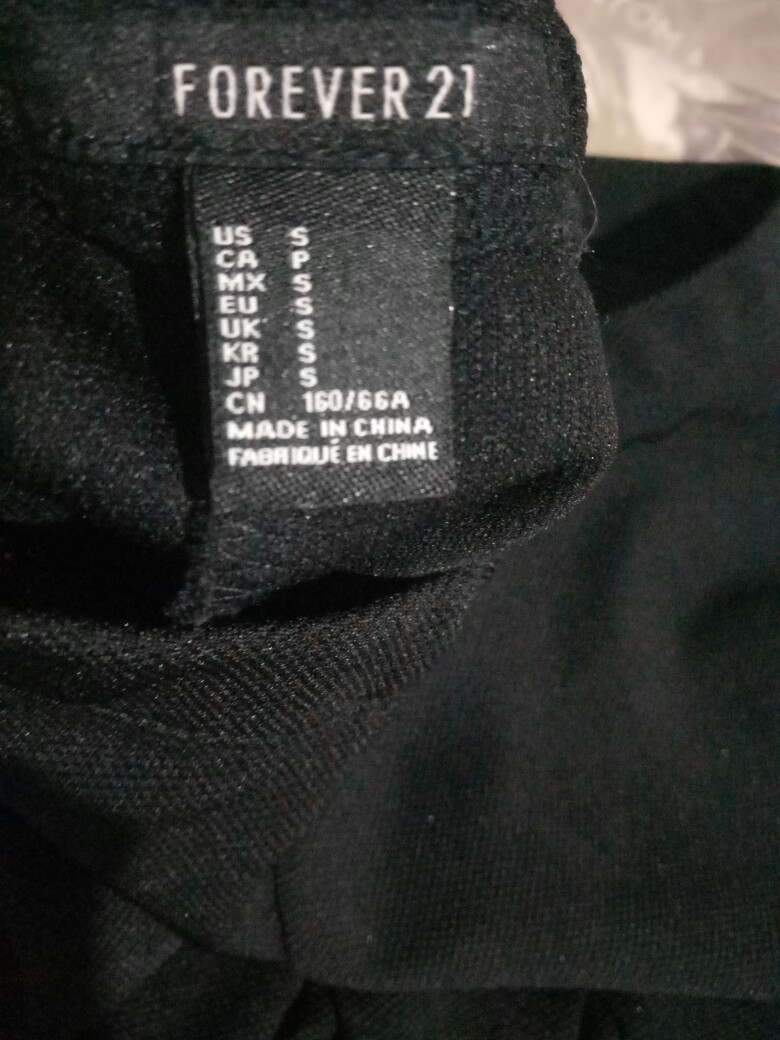 FOREVER 21
US S
CA P
MX S
EU S
UK S
KR S
JP S
CN 160/66A
MADE IN CHINA
FABRIQUÉ EN CHINE